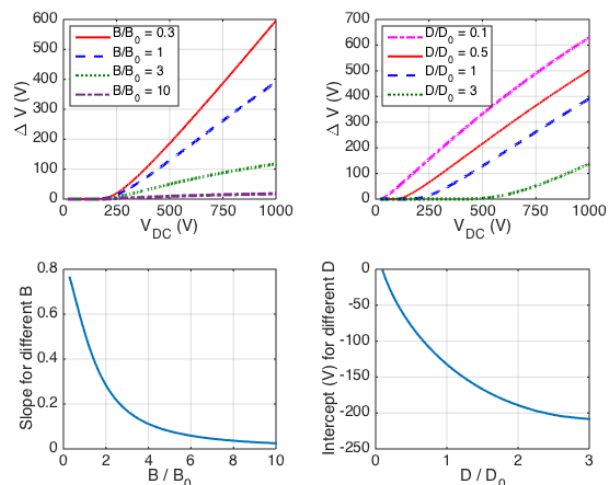 600
500
400
300
200
100
0
Δ V (V)
B/B0 = 0.3
B/B0 = 1
B/B0 = 3
B/B0 = 10
250 500 750 1000
VDC (V)
700
600
500
400
300
200
100
0
Δ V (V)
D/D0 = 0.1
D/D0 = 0.5
D/D0 = 1
D/D0 = 3
250 500 750 1000
VDC (V)
0.8
0.6
0.4
0.2
0
Slope for different B
0 2 4 6 8 10
B / B0
0
-50
-100
-150
-200
-250
Intercept (V) for different D
0 1 2 3
D / D0